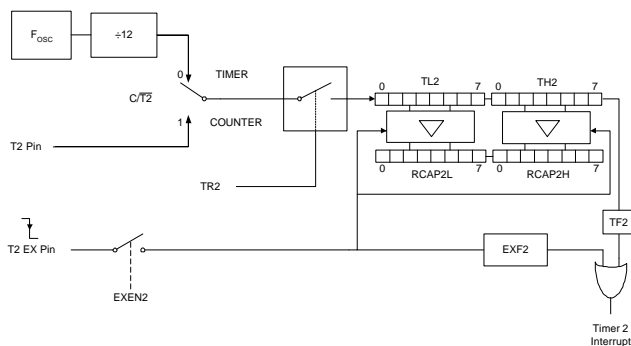 FOSC
÷12
0
TIMER
C/T2
1
COUNTER
T2 Pin
TR2
0
TL2
7
0
TH2
7
0
RCAP2L
7
0
RCAP2H
7
TF2
T2 EX Pin
EXF2
EXEN2
Timer 2
Interrupt